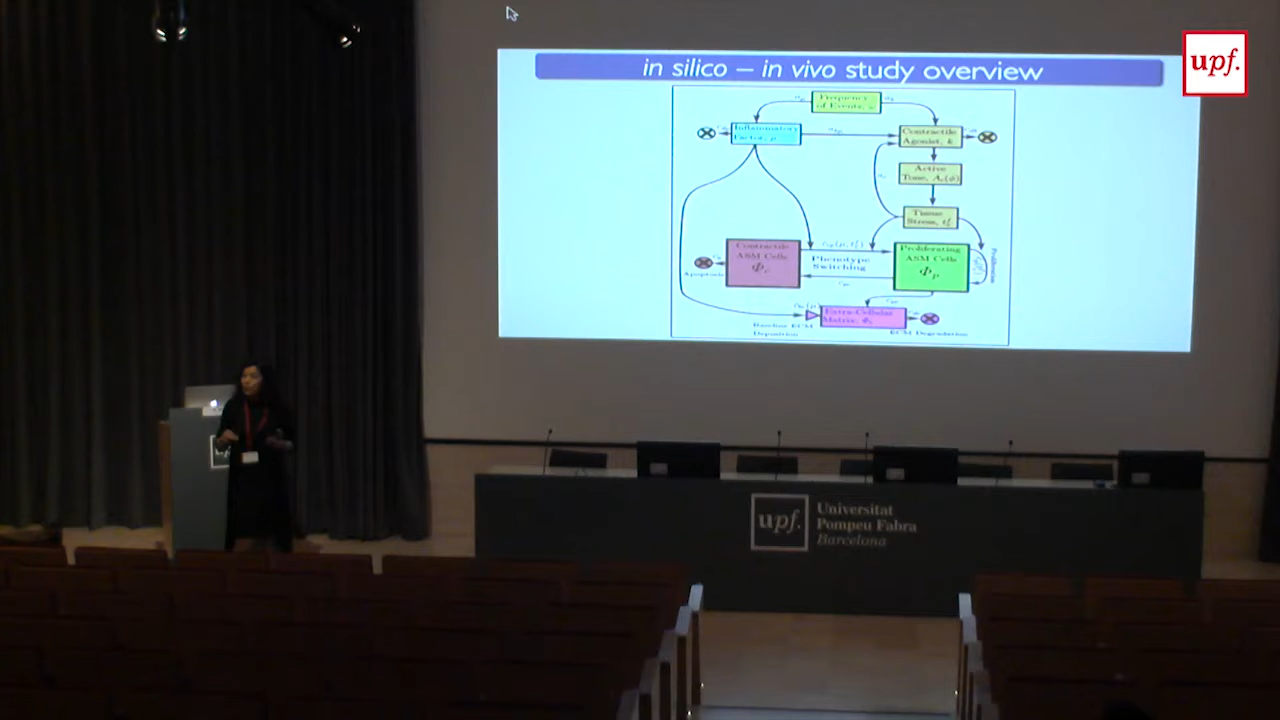 upf.
in silico – in vivo study overview
Frequency
of Events, ω
Inflammatory
Factor, ρ
Contractile
Agonist, k
Active
Tone,
Tissue
Stress,
Contractile
ASM Cells
Φc
Apoptosis
Phenotype
Switching
Proliferating
ASM Cells
Φp
Proliferation
Extra-Cellular
Matrix,
Baseline ECM
Deposition
ECM Degradation
upf.
Universitat
Pompeu Fabra
Barcelona